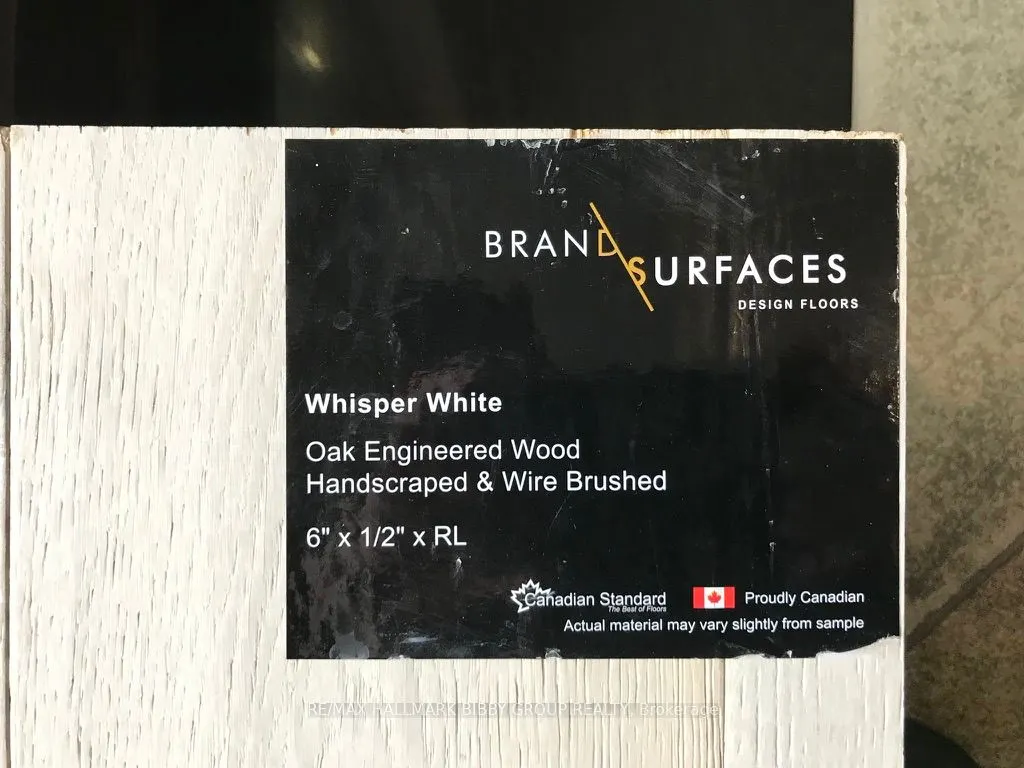 BRAND
SURFACES
DESIGN FLOORS
Whisper White
Oak Engineered Wood
Handscraped & Wire Brushed
6" x 1/2" x RL
Canadian Standard
The Best of Floors
Proudly Canadian
Actual material may vary slightly from sample
RE/MAX HALLMARK BIBBY GROUP REALTY, Brokerage